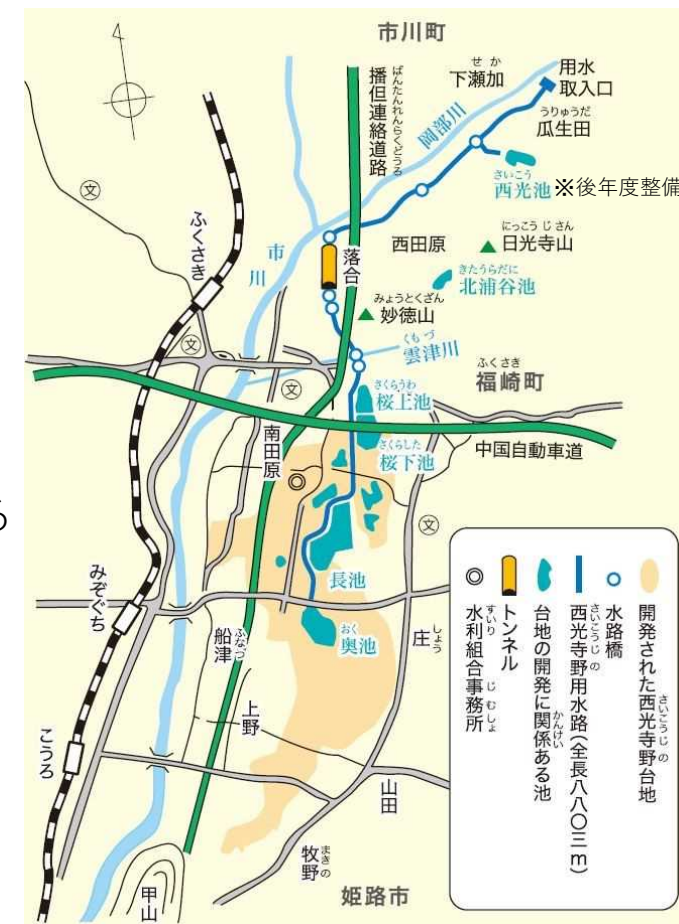 市川町
せか
下瀬加
用水
取入口
うりゅうだ
瓜生田
ばんたんれんらくどうろ
播但連絡道路
岡部川
さいこう
西光池
※後年度整備
西田原
にっこうじさん
日光寺山
きたうらだに
北浦谷池
みょうとくざん
妙徳山
落合
市川
ふくさき
文
くもづ
雲津川
文
文
ふくさき
福崎町
さくらうわ
桜上池
さくらした
桜下池
中国自動車道
南田原
文
長池
みぞぐち
おく
奥池
しょう
庄
ふなつ
船津
上野
こうろ
山田
まきの
牧野
甲山
姫路市
る
開発された西光寺野台地
さいこうじの
水路橋
西光寺野用水路(全長八八〇三m)
さいこうじの
台地の開発に関係ある池
かんけい
トンネル
水利組合事務所
すいり
じむしょ